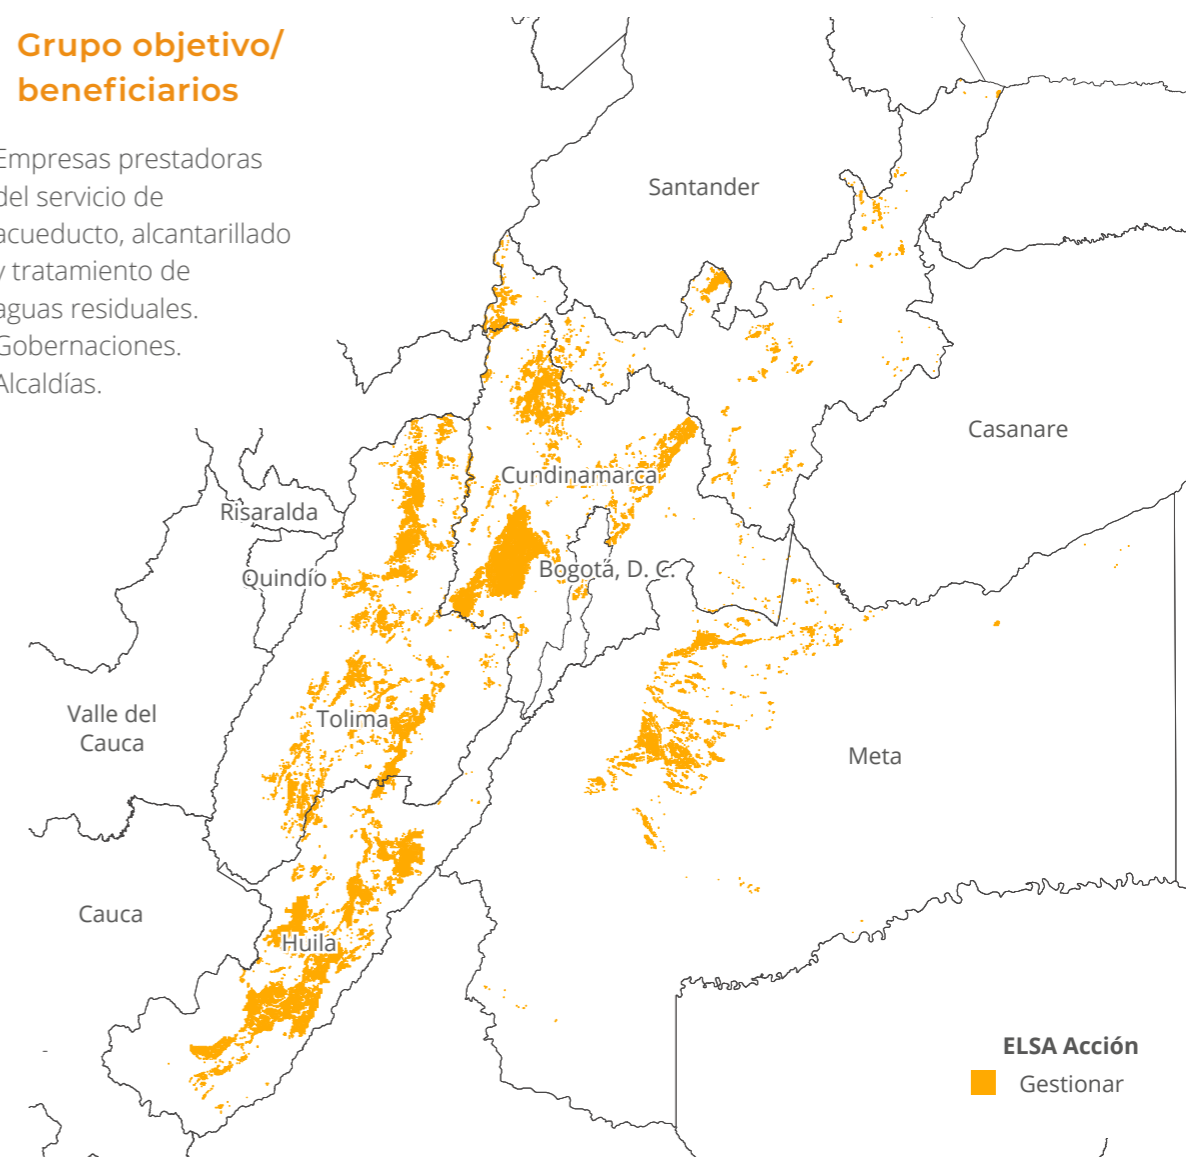 Grupo objetivo/
beneficiarios
Empresas prestadoras
del servicio de
acueducto, alcantarillado
y tratamiento de
aguas residuales.
Gobernaciones.
Alcaldías.
Santander
Casanare
Cundinamarca
Risaralda
Quindío
Bogotá, D. C.
Tolima
Valle del
Cauca
Meta
Cauca
Huila
ELSA Acción
Gestionar